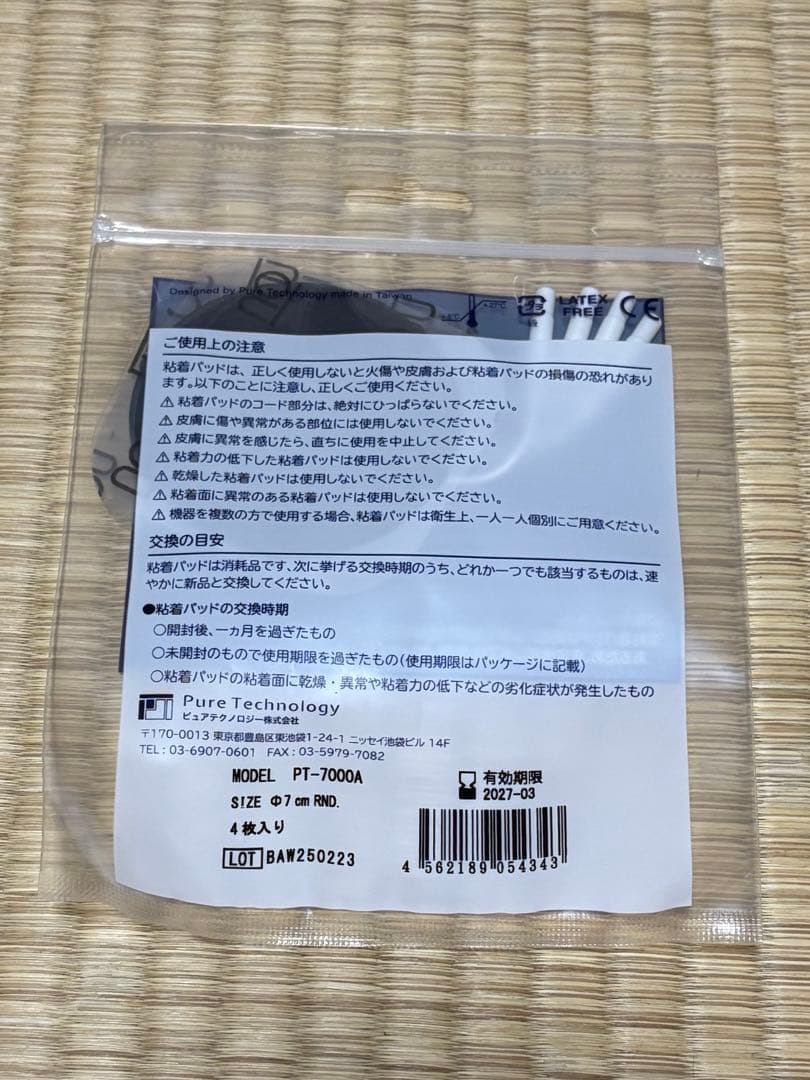 Designed by Pure Technology made in Taiwan
+5℃
+27℃
LATEX
FREE
CE
ご使用上の注意
粘着パッドは、正しく使用しないと火傷や皮膚および粘着パッドの損傷の恐れがあり
ます。以下のことに注意し、正しくご使用ください。
⚠ 粘着パッドのコード部分は、絶対にひっぱらないでください。
⚠ 皮膚に傷や異常がある部位には使用しないでください。
⚠ 皮膚に異常を感じたら、直ちに使用を中止してください。
⚠ 粘着力の低下した粘着パッドは使用しないでください。
⚠ 乾燥した粘着パッドは使用しないでください。
⚠ 粘着面に異常のある粘着パッドは使用しないでください。
⚠ 機器を複数の方で使用する場合、粘着パッドは衛生上、一人一人個別にご用意ください。
交換の目安
粘着パッドは消耗品です、次に挙げる交換時期のうち、どれか一つでも該当するものは、速
やかに新品と交換してください。
●粘着パッドの交換時期
○開封後、一ヵ月を過ぎたもの
○未開封のもので使用期限を過ぎたもの(使用期限はパッケージに記載)
○粘着パッドの粘着面に乾燥・異常や粘着力の低下などの劣化症状が発生したもの
Pure Technology
ピュアテクノロジー株式会社
〒170-0013 東京都豊島区東池袋1-24-1 ニッセイ池袋ビル 14F
TEL : 03-6907-0601 FAX : 03-5979-7082
MODEL PT-7000A
SIZE Φ7cm RND.
4枚入り
LOT BAW250223
有効期限
2027-03
4 562189 054343